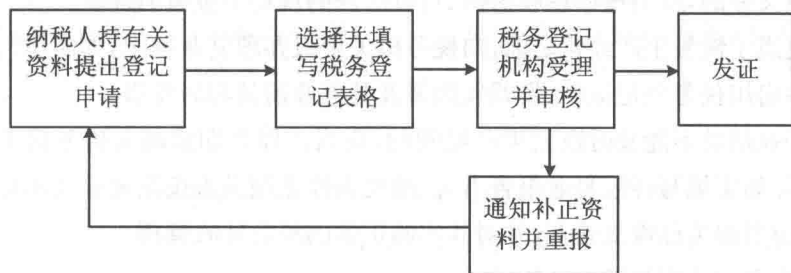 纳税人持有关
资料提出登记
申请
选择并填
写税务登
记表格
税务登记
机构受理
并审核
发证
通知补正资
料并重报